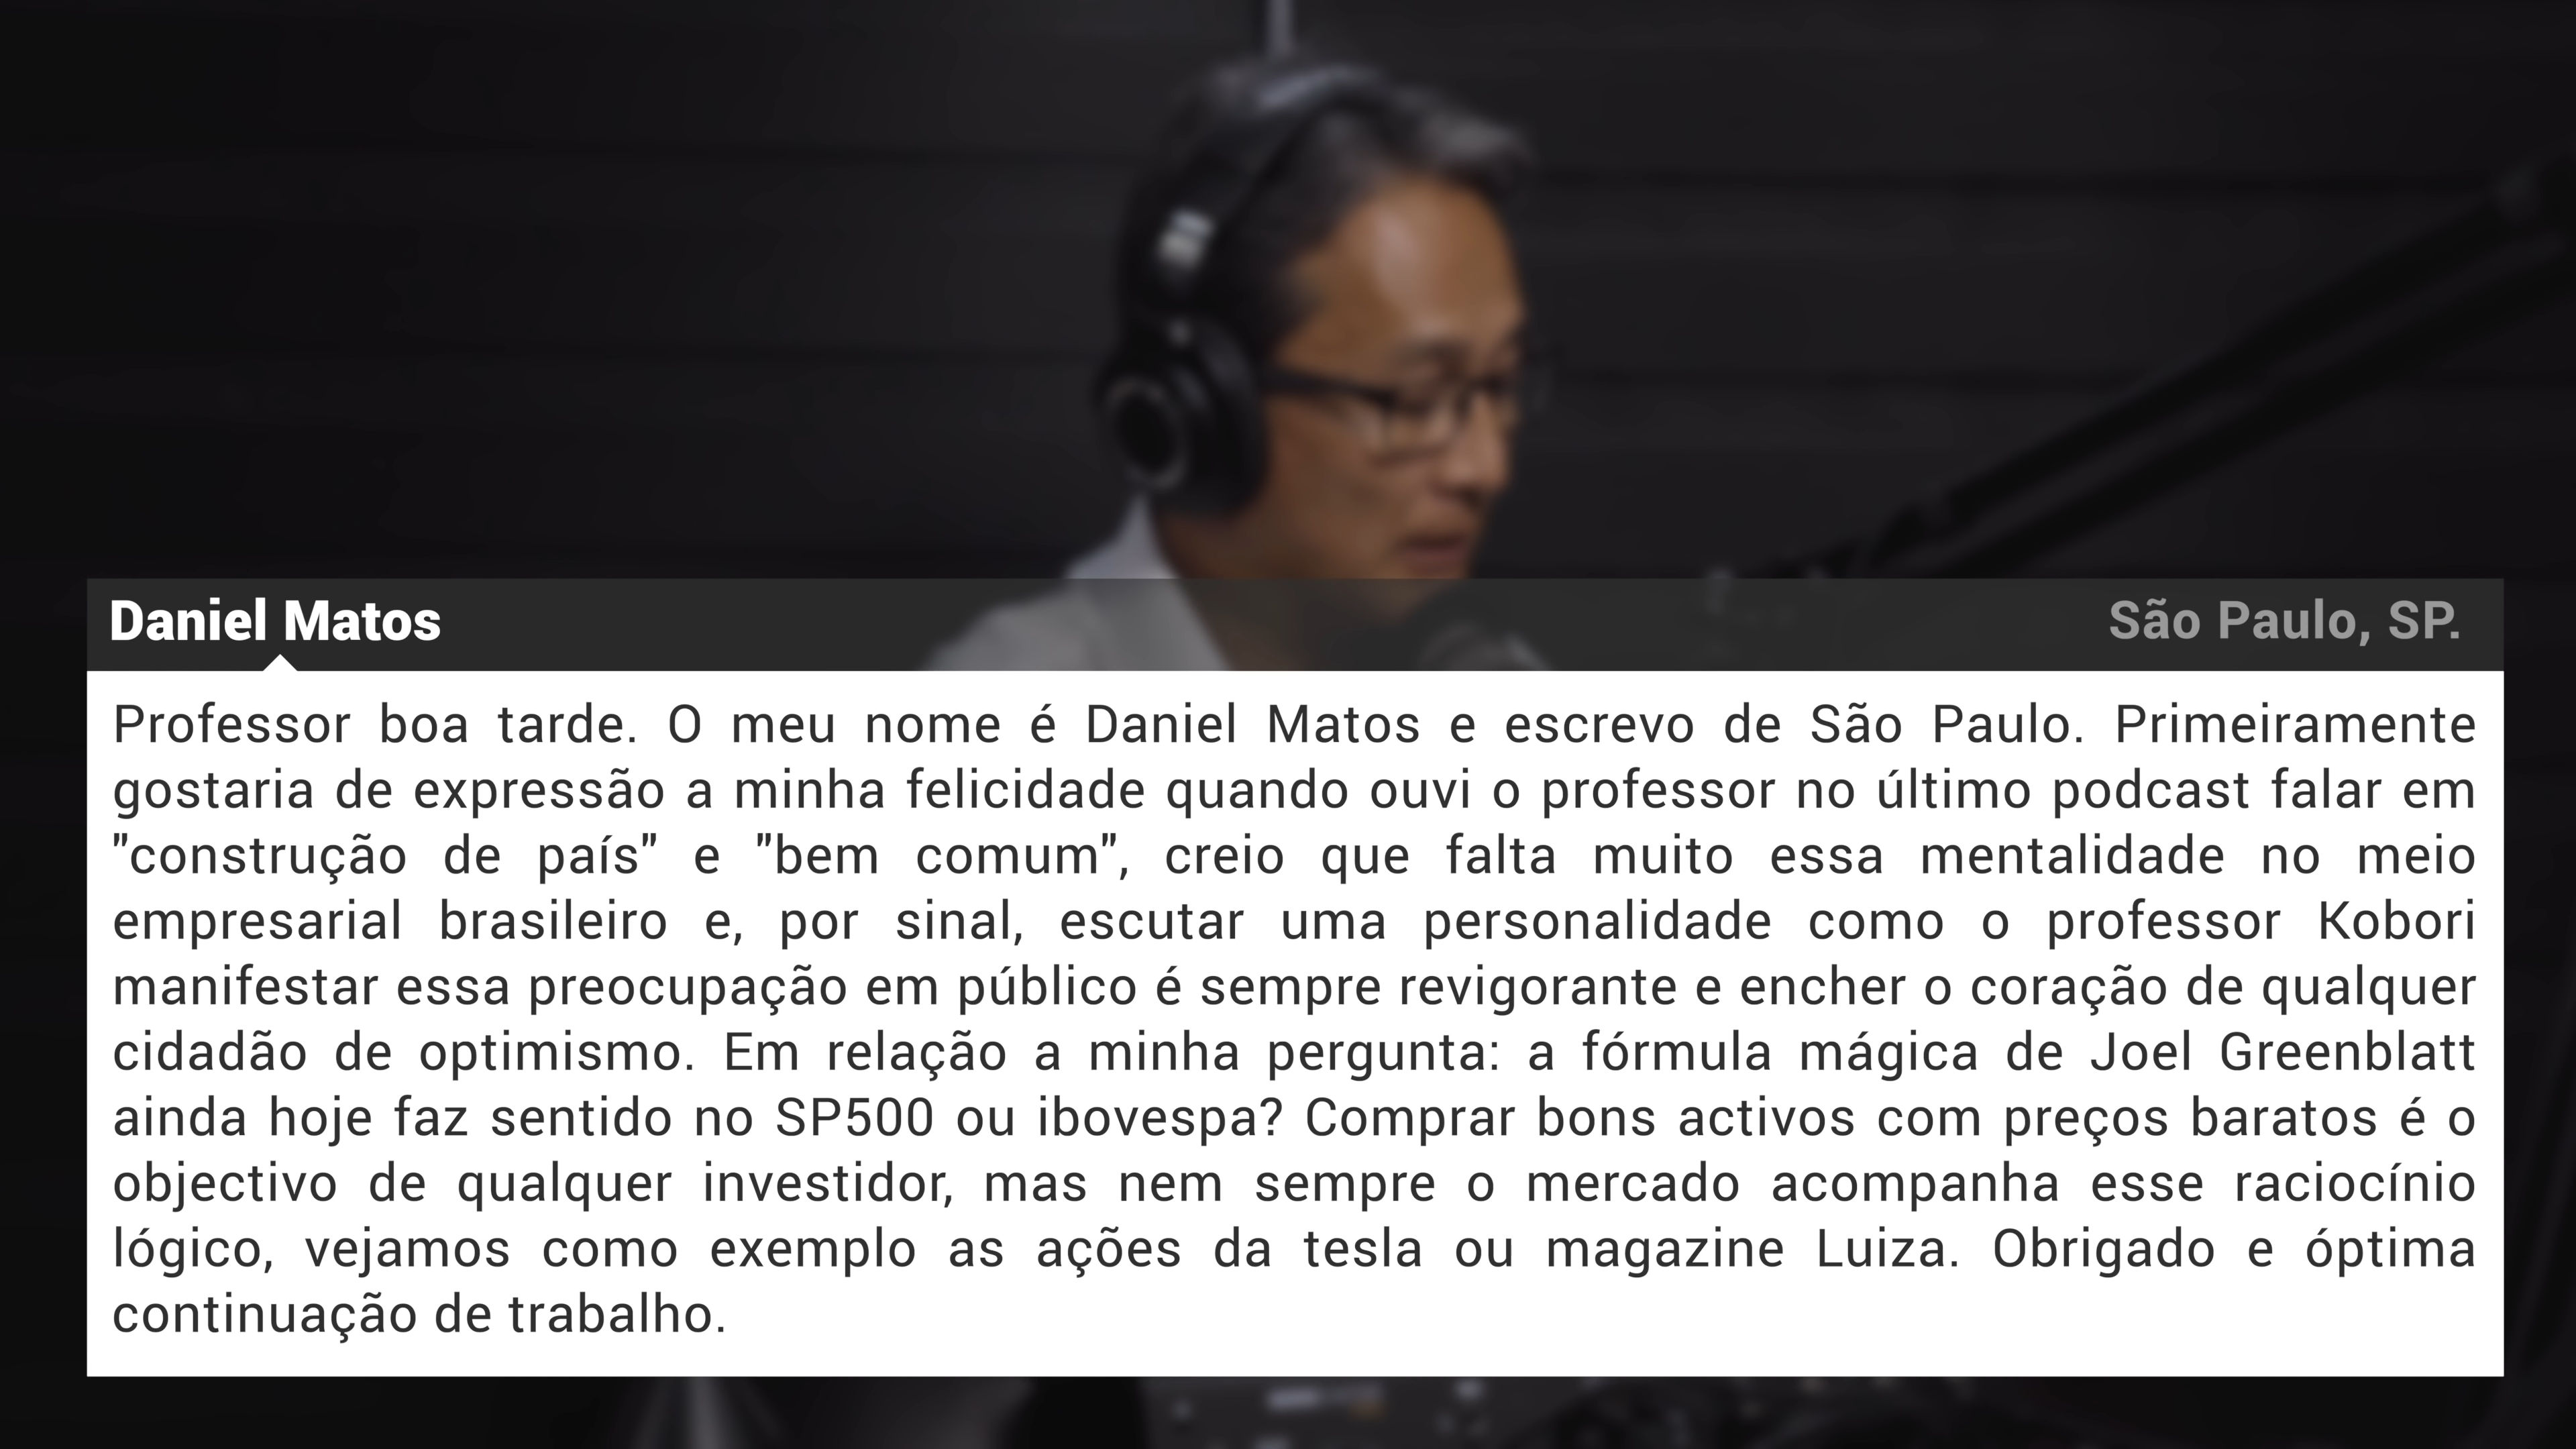 Daniel Matos
São Paulo, SP.
Professor boa tarde. O meu nome é Daniel Matos e escrevo de São Paulo. Primeiramente
gostaria de expressão a minha felicidade quando ouvi o professor no último podcast falar em
"construção de país" e "bem comum", creio que falta muito essa mentalidade no meio
empresarial brasileiro e, por sinal, escutar uma personalidade como o professor Kobori
manifestar essa preocupação em público é sempre revigorante e encher o coração de qualquer
cidadão de optimismo. Em relação a minha pergunta: a fórmula mágica de Joel Greenblatt
ainda hoje faz sentido no SP500 ou ibovespa? Comprar bons activos com preços baratos é o
objectivo de qualquer investidor, mas nem sempre o mercado acompanha esse raciocínio
lógico, vejamos como exemplo as ações da tesla ou magazine Luiza. Obrigado e óptima
continuação de trabalho.